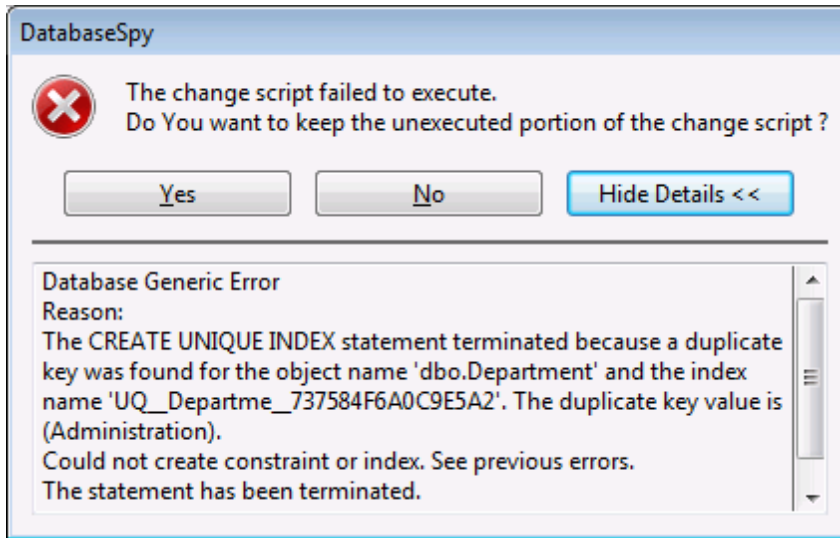 DatabaseSpy
The change script failed to execute.
Do You want to keep the unexecuted portion of the change script ?
Yes
No
Hide Details <<
Database Generic Error
Reason:
The CREATE UNIQUE INDEX statement terminated because a duplicate
key was found for the object name 'dbo.Department' and the index
name 'UQ__Departme__737584F6A0C9E5A2'. The duplicate key value is
(Administration).
Could not create constraint or index. See previous errors.
The statement has been terminated.